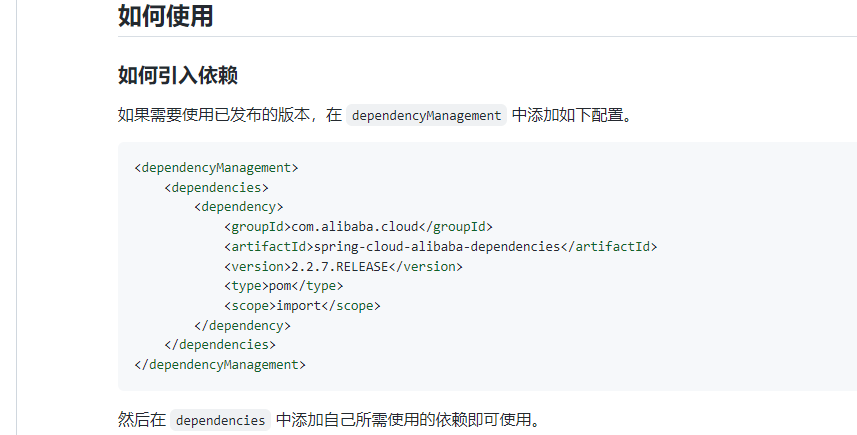 如何使用
如何引入依赖
如果需要使用已发布的版本，在 dependencyManagement 中添加如下配置。
<dependencyManagement>
    <dependencies>
        <dependency>
            <groupId>com.alibaba.cloud</groupId>
            <artifactId>spring-cloud-alibaba-dependencies</artifactId>
            <version>2.2.7.RELEASE</version>
            <type>pom</type>
            <scope>import</scope>
        </dependency>
    </dependencies>
</dependencyManagement>
然后在 dependencies 中添加自己所需使用的依赖即可使用。